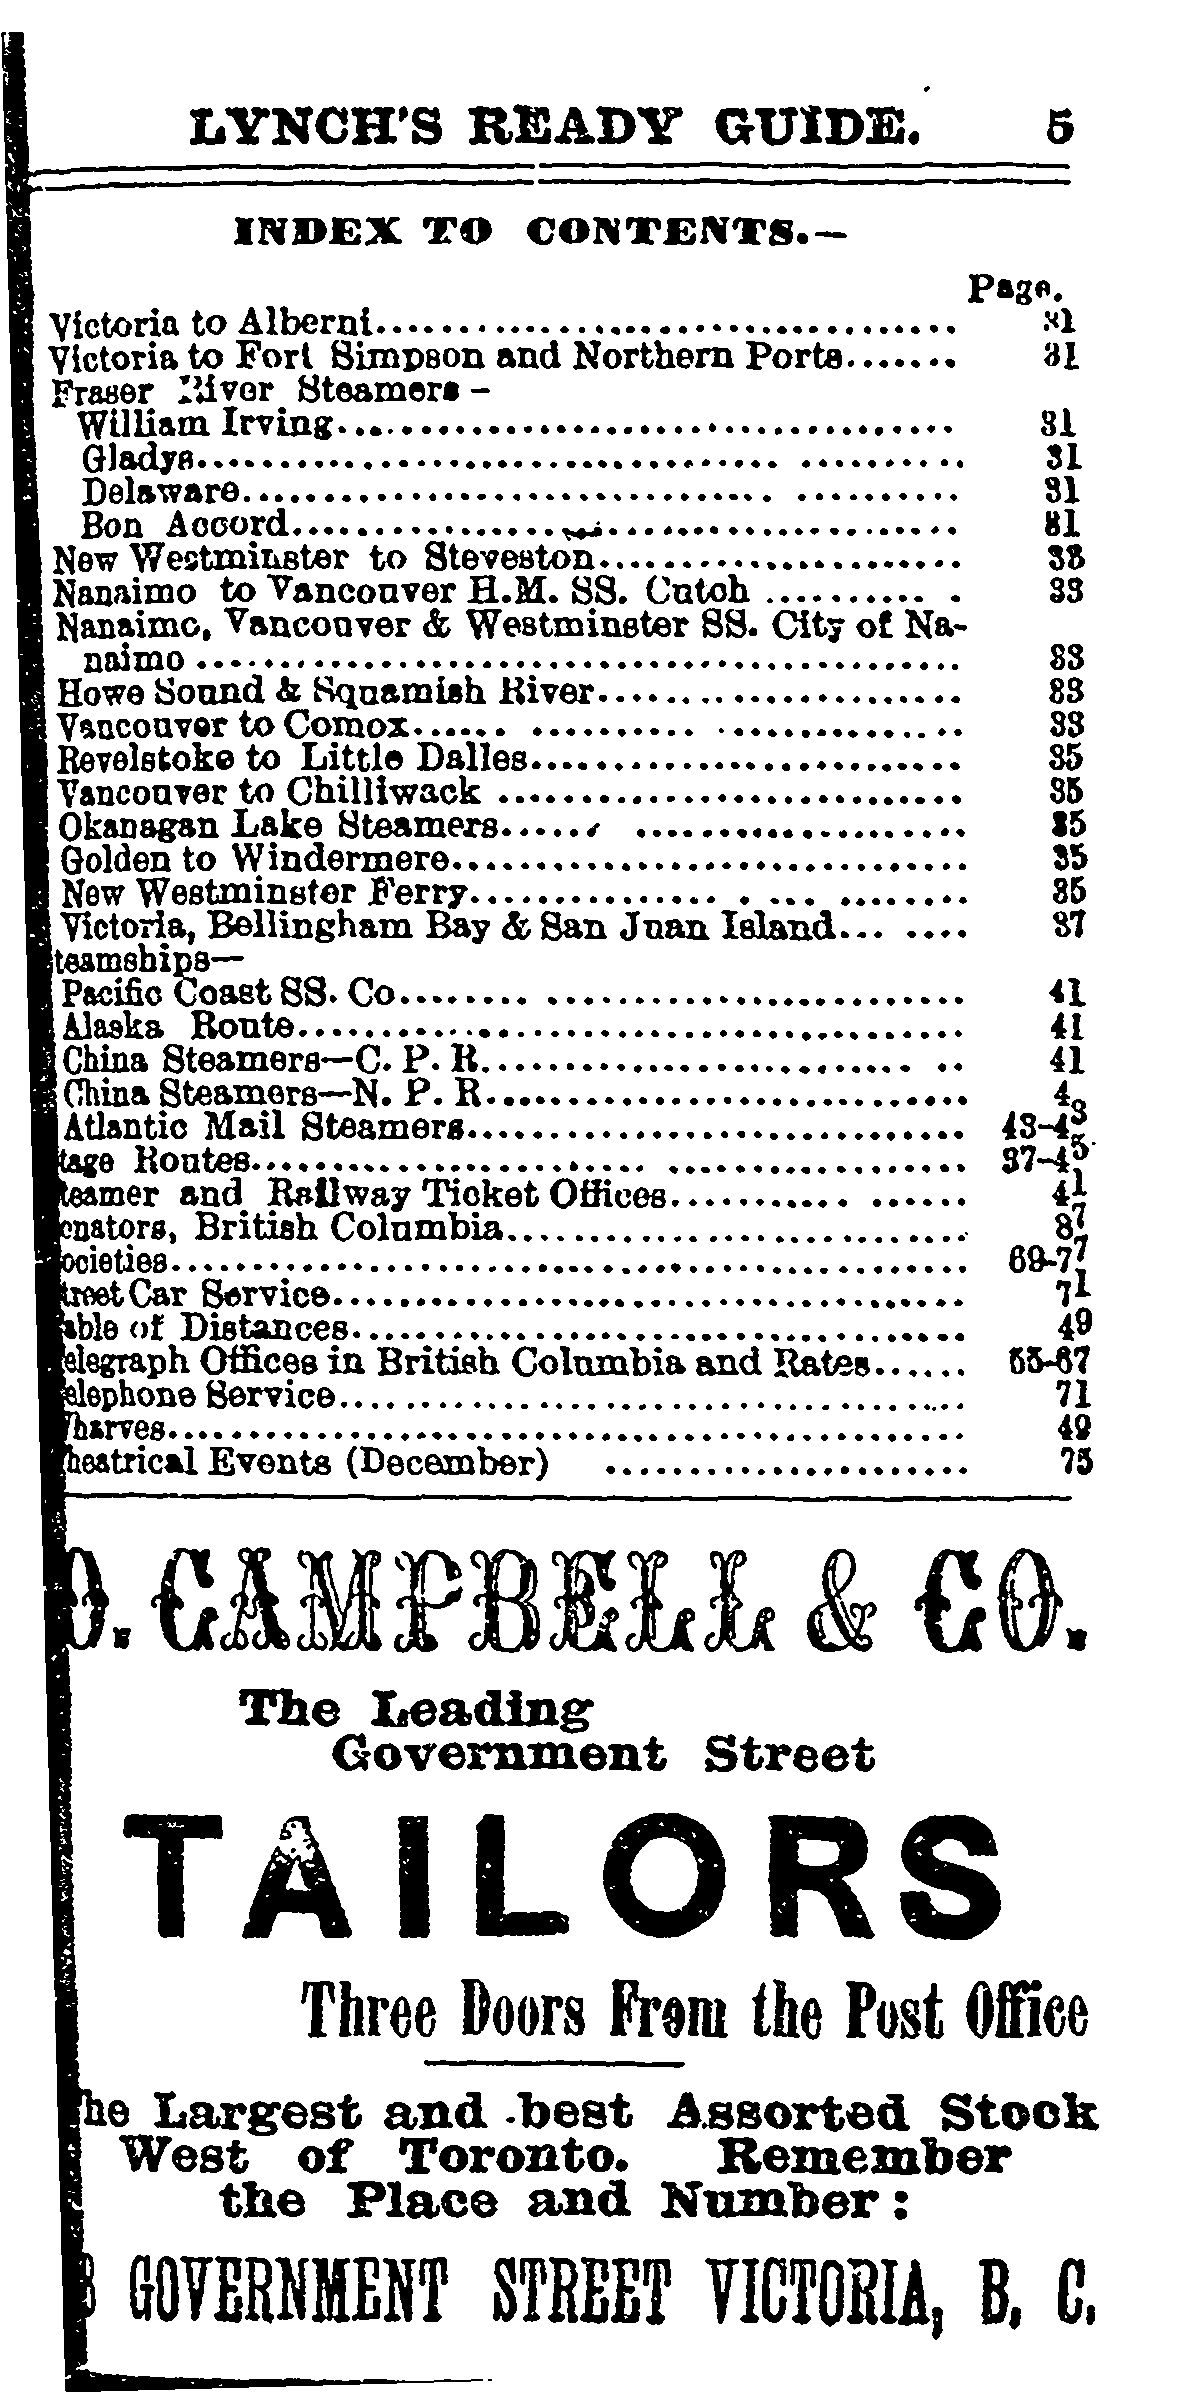 LYNCH'S READY GUIDE. 5
INDEX TO CONTENTS.—
Page.
Victoria to Alberni.................................... 31
Victoria to Fort Simpson and Northern Ports....... 31
Fraser River Steamers –
William Irving...................................... 31
Gladys.............................. .......... 31
Delaware.............................. .......... 31
Bon Accord........................................ 31
New Westminster to Steveston...................... 33
Nanaimo to Vancouver H.M. SS. Cutch .......... . 33
Nanaimo, Vancouver & Westminster SS. City of Na-
naimo .............................................. 33
Howe Sound & Squamish River...................... 33
Vancouver to Comox...... .......... ............... 33
Revelstoke to Little Dalles.......................... 35
Vancouver to Chilliwack ............................ 35
Okanagan Lake Steamers...... .................... 35
Golden to Windermere............................... 35
New Westminster Ferry................ . ... ........ 35
Victoria, Bellingham Bay & San Juan Island... .... 37
teamships—
Pacific Coast SS. Co........ ......................... 41
Alaska Route........................................ 41
China Steamers—C. P. R.......................... .. 41
China Steamers—N. P. R............................. 4
Atlantic Mail Steamers.............................. 43-43
tage Routes........................ .................. 37-45
teamer and Railway Ticket Offices........... ...... 41
enators, British Columbia............................ 87
ocieties................................................ 69-77
treet Car Service...................................... 71
able of Distances..................................... 49
elegraph Offices in British Columbia and Rates...... 55-67
elephone Service...................................... 71
harves................................................ 49
heatrical Events (December) ...................... 75
D. CAMPBELL & CO.
The Leading
Government Street
TAILORS
Three Doors From the Post Office
he Largest and best Assorted Stock
West of Toronto. Remember
the Place and Number :
GOVERNMENT STREET VICTORIA, B. C.